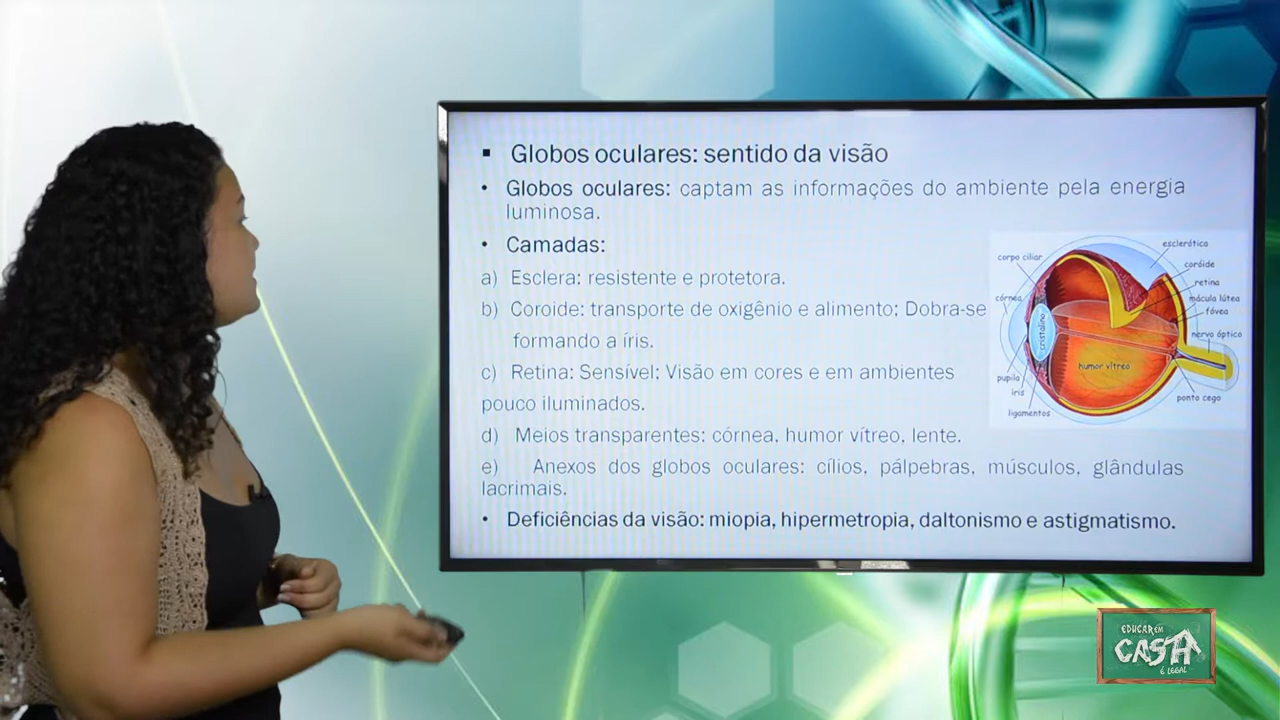 ▪ Globos oculares: sentido da visão
• Globos oculares: captam as informações do ambiente pela energia
luminosa.
• Camadas:
a) Esclera: resistente e protetora.
b) Coroide: transporte de oxigênio e alimento; Dobra-se
formando a íris.
c) Retina: Sensível; Visão em cores e em ambientes
pouco iluminados.
d) Meios transparentes: córnea, humor vítreo, lente.
e) Anexos dos globos oculares: cílios, pálpebras, músculos, glândulas
lacrimais.
• Deficiências da visão: miopia, hipermetropia, daltonismo e astigmatismo.
esclerótica
corpo ciliar
coróide
retina
córnea
mácula lútea
fóvea
cristalino
nervo óptico
humor vítreo
pupila
iris
ponto cego
ligamentos
EDUCAR EM
CASA
É LEGAL